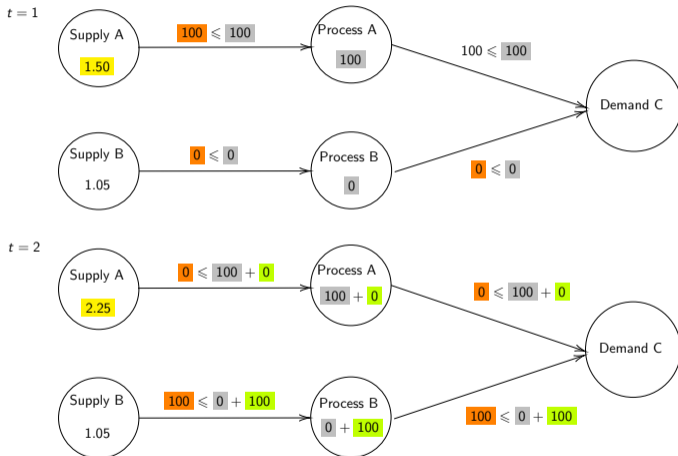 t = 1
Supply A
1.50
100 ⩽ 100
Process A
100
100 ⩽ 100
Demand C
Supply B
1.05
0 ⩽ 0
Process B
0
0 ⩽ 0
t = 2
Supply A
2.25
0 ⩽ 100 + 0
Process A
100 + 0
0 ⩽ 100 + 0
Demand C
Supply B
1.05
100 ⩽ 0 + 100
Process B
0 + 100
100 ⩽ 0 + 100